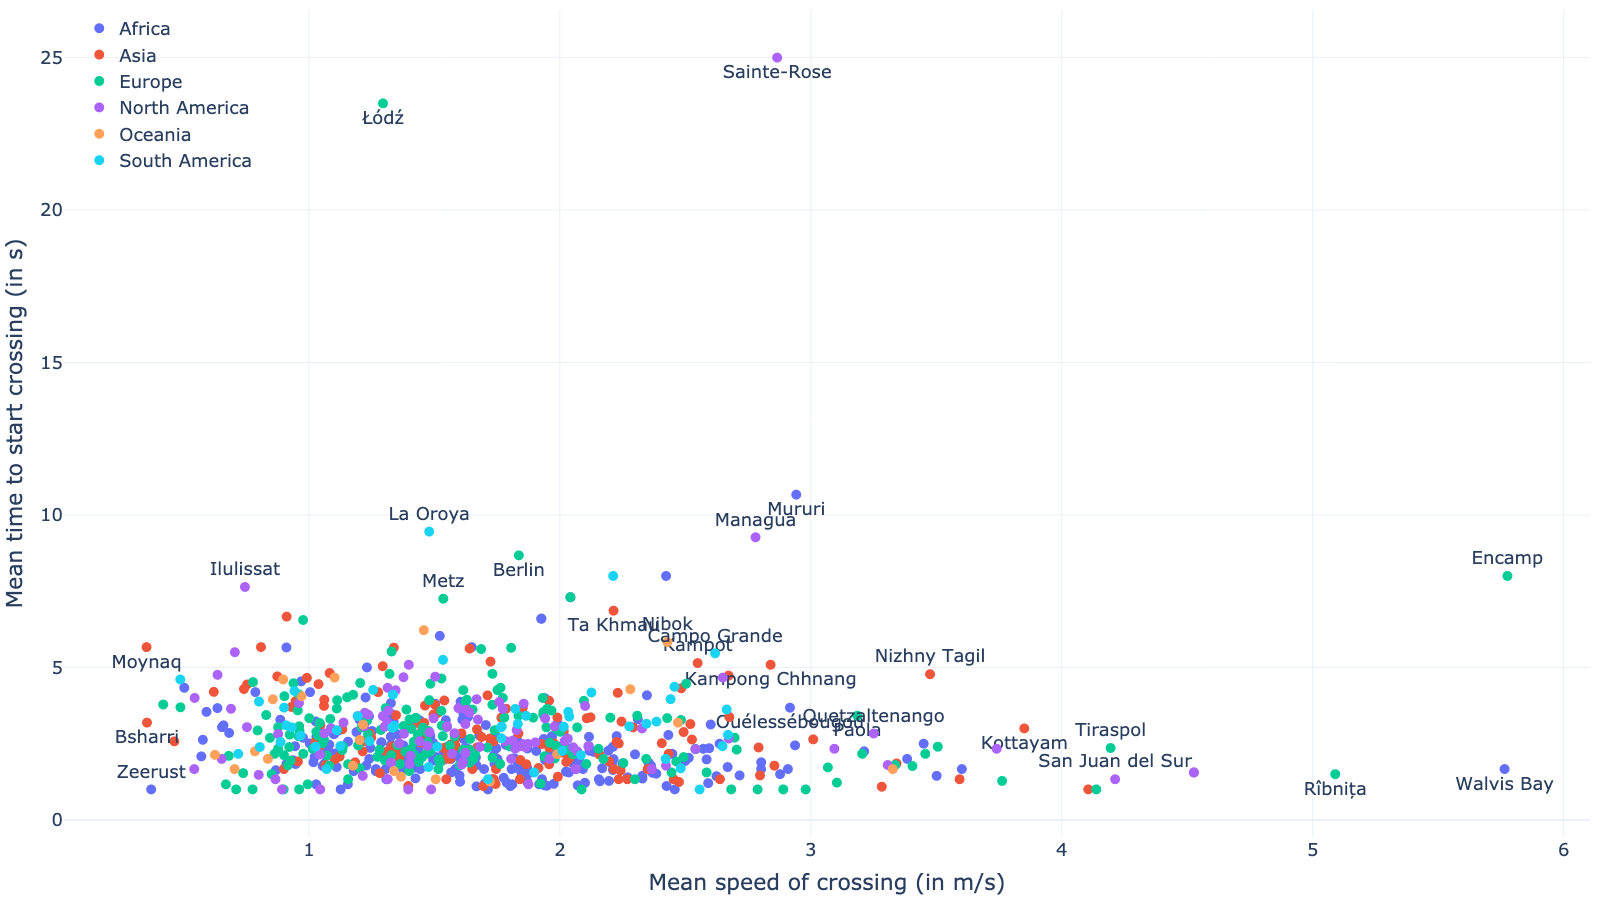 Africa
Asia
Europe
North America
Oceania
South America
Mean time to start crossing (in s)
25
20
15
10
5
0
Sainte-Rose
Łódź
Mururi
La Oroya
Managua
Encamp
Berlin
Ilulissat
Metz
Nibok
Ta Khmau
Campo Grande
Kampot
Nizhny Tagil
Moynaq
Kampong Chhnang
Quetzaltenango
Ouélessébougou
Paola
Tiraspol
Bsharri
Kottayam
San Juan del Sur
Zeerust
Walvis Bay
Rîbnița
1 2 3 4 5 6
Mean speed of crossing (in m/s)